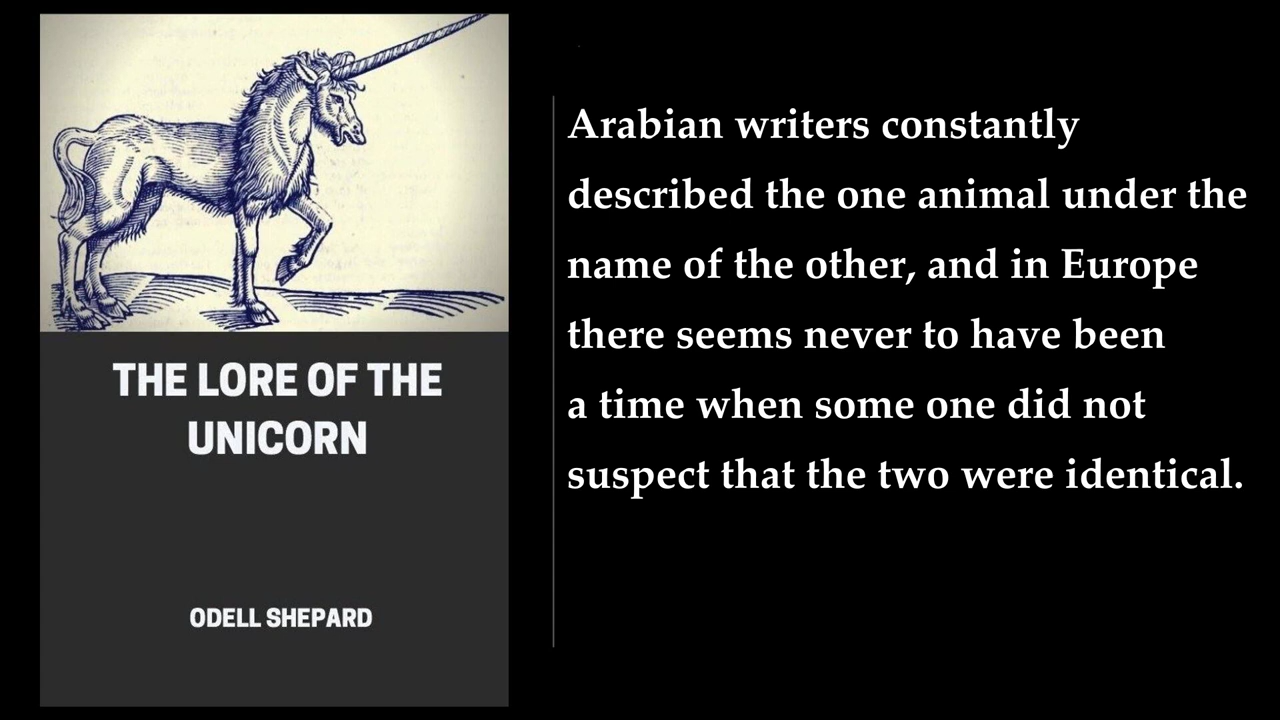 THE LORE OF THE
UNICORN
ODELL SHEPARD
Arabian writers constantly
described the one animal under the
name of the other, and in Europe
there seems never to have been
a time when some one did not
suspect that the two were identical.